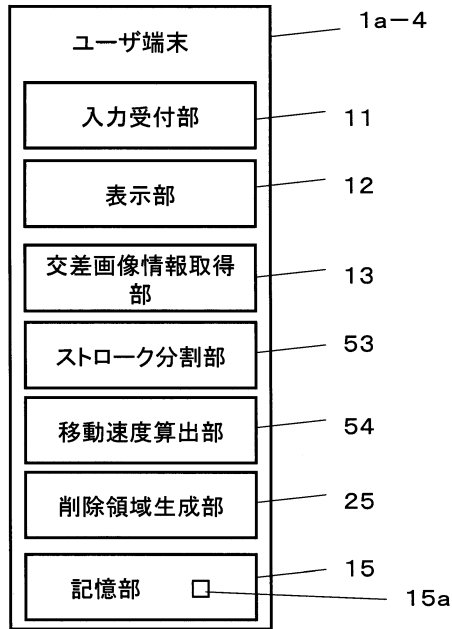 ユーザ端末
1a-4
入力受付部
11
表示部
12
交差画像情報取得
部
13
ストローク分割部
53
移動速度算出部
54
削除領域生成部
25
記憶部
15
15a